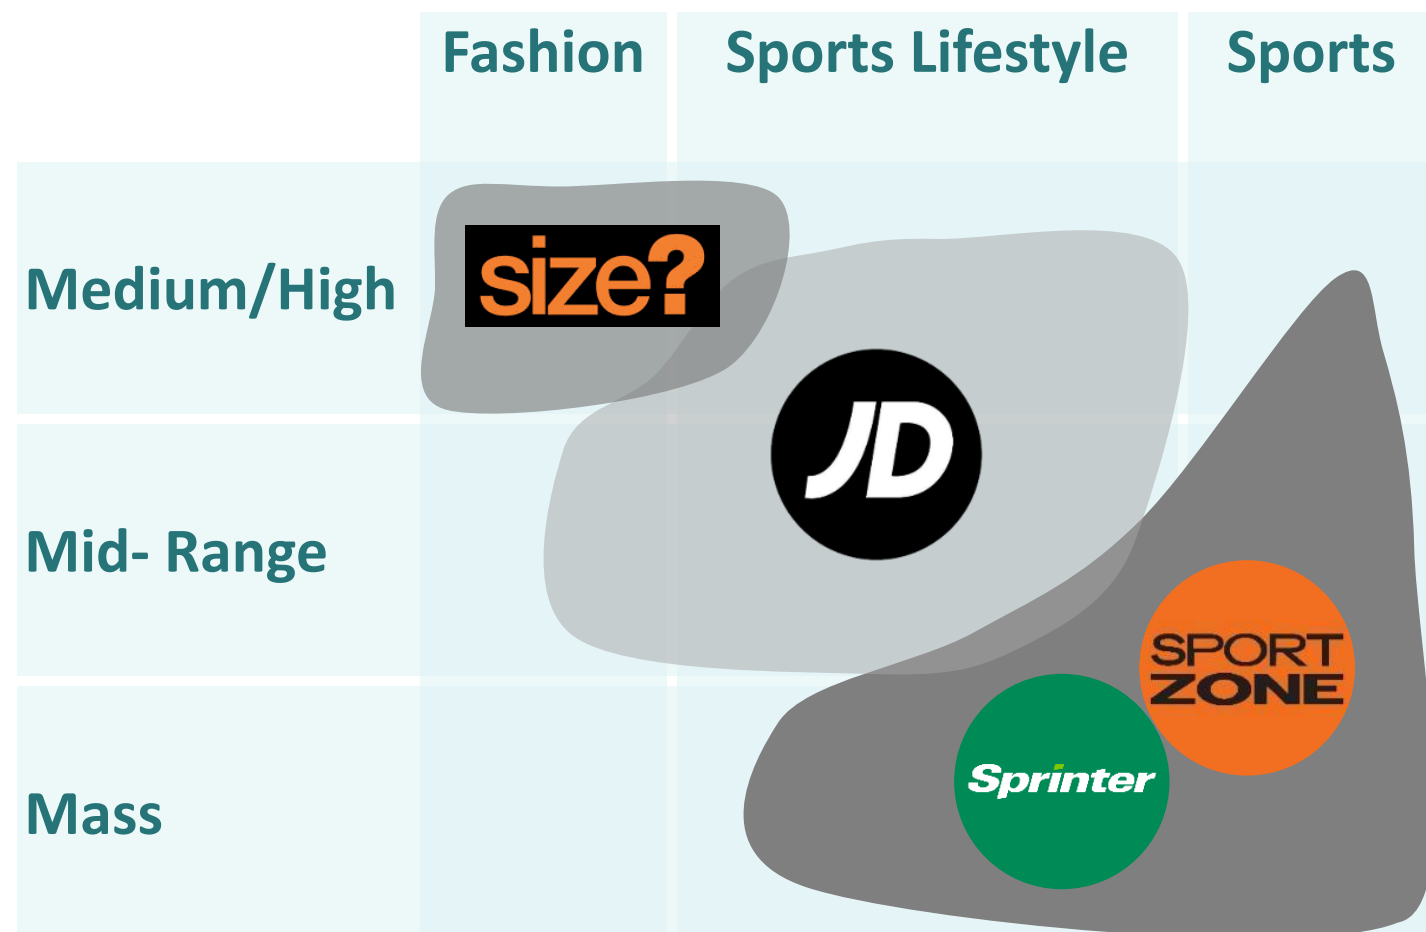 Fashion
Sports Lifestyle
Sports
Medium/High
size?
JD
Mid- Range
SPORT
ZONE
Sprinter
Mass